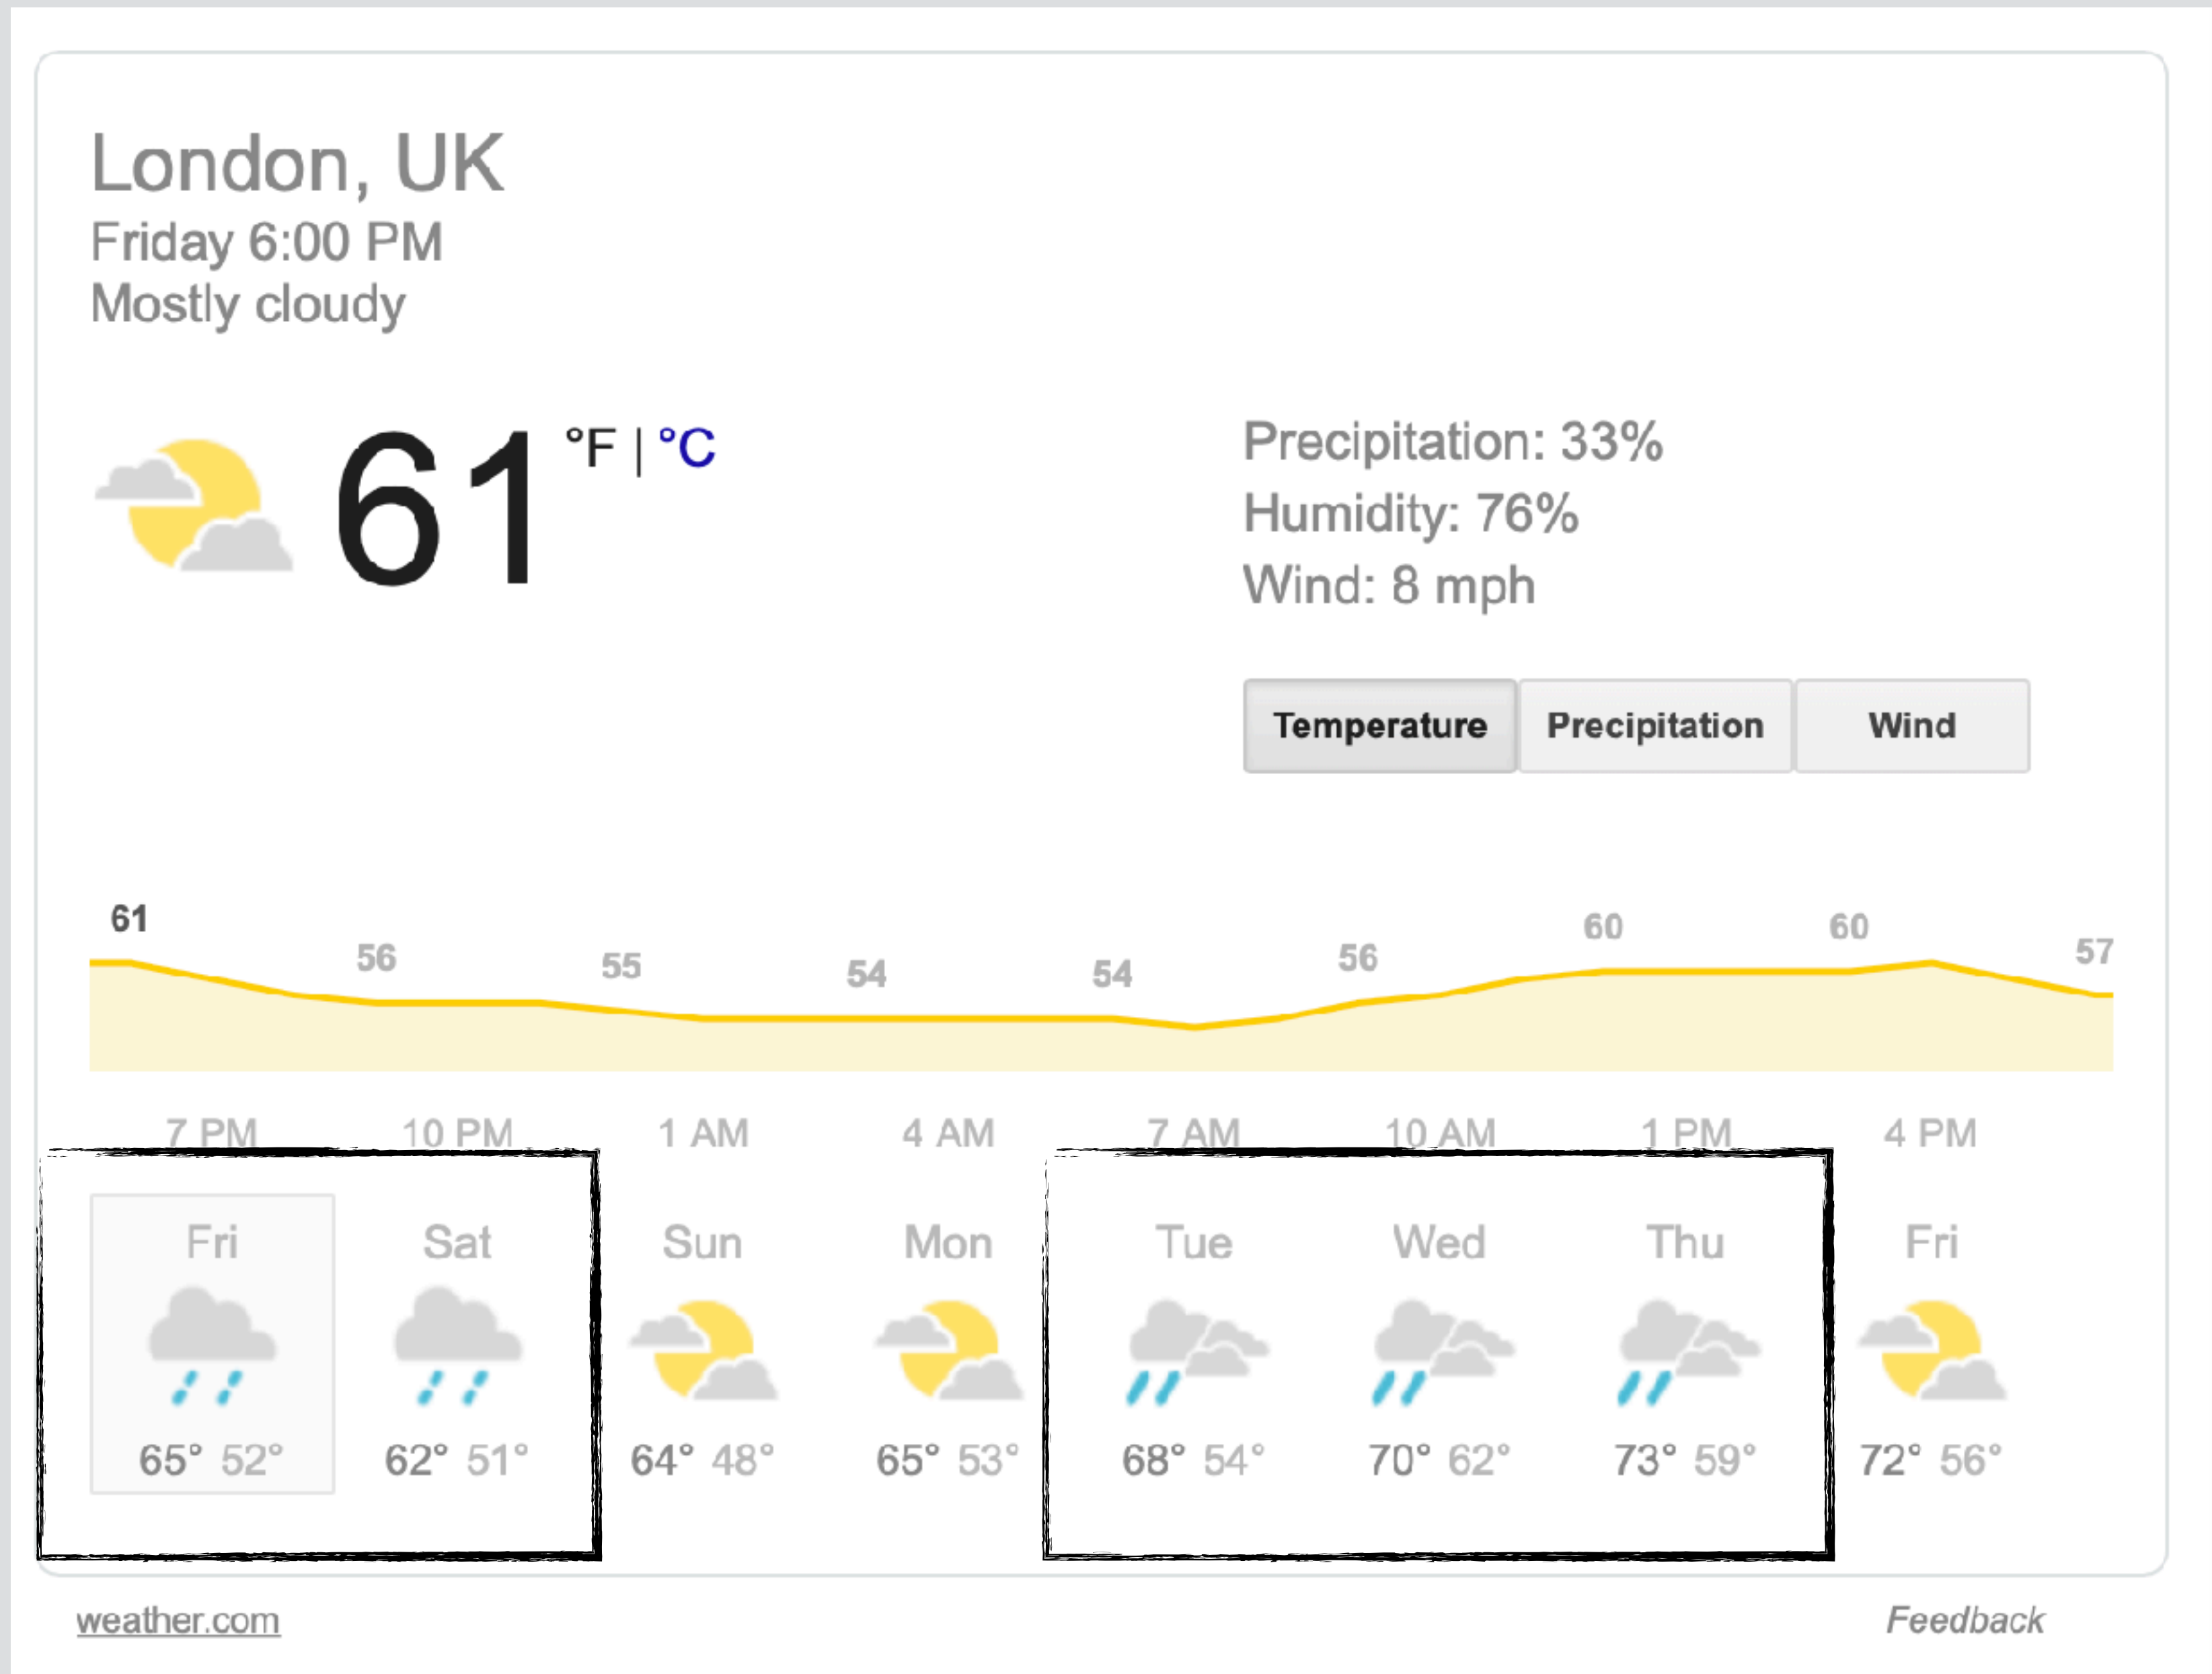 London, UK
Friday 6:00 PM
Mostly cloudy
61 °F | °C
Precipitation: 33%
Humidity: 76%
Wind: 8 mph
Temperature Precipitation Wind
61 56 55 54 54 56 60 60 57
7 PM 10 PM 1 AM 4 AM 7 AM 10 AM 1 PM 4 PM
Fri Sat Sun Mon Tue Wed Thu Fri
65° 52° 62° 51° 64° 48° 65° 53° 68° 54° 70° 62° 73° 59° 72° 56°
weather.com Feedback